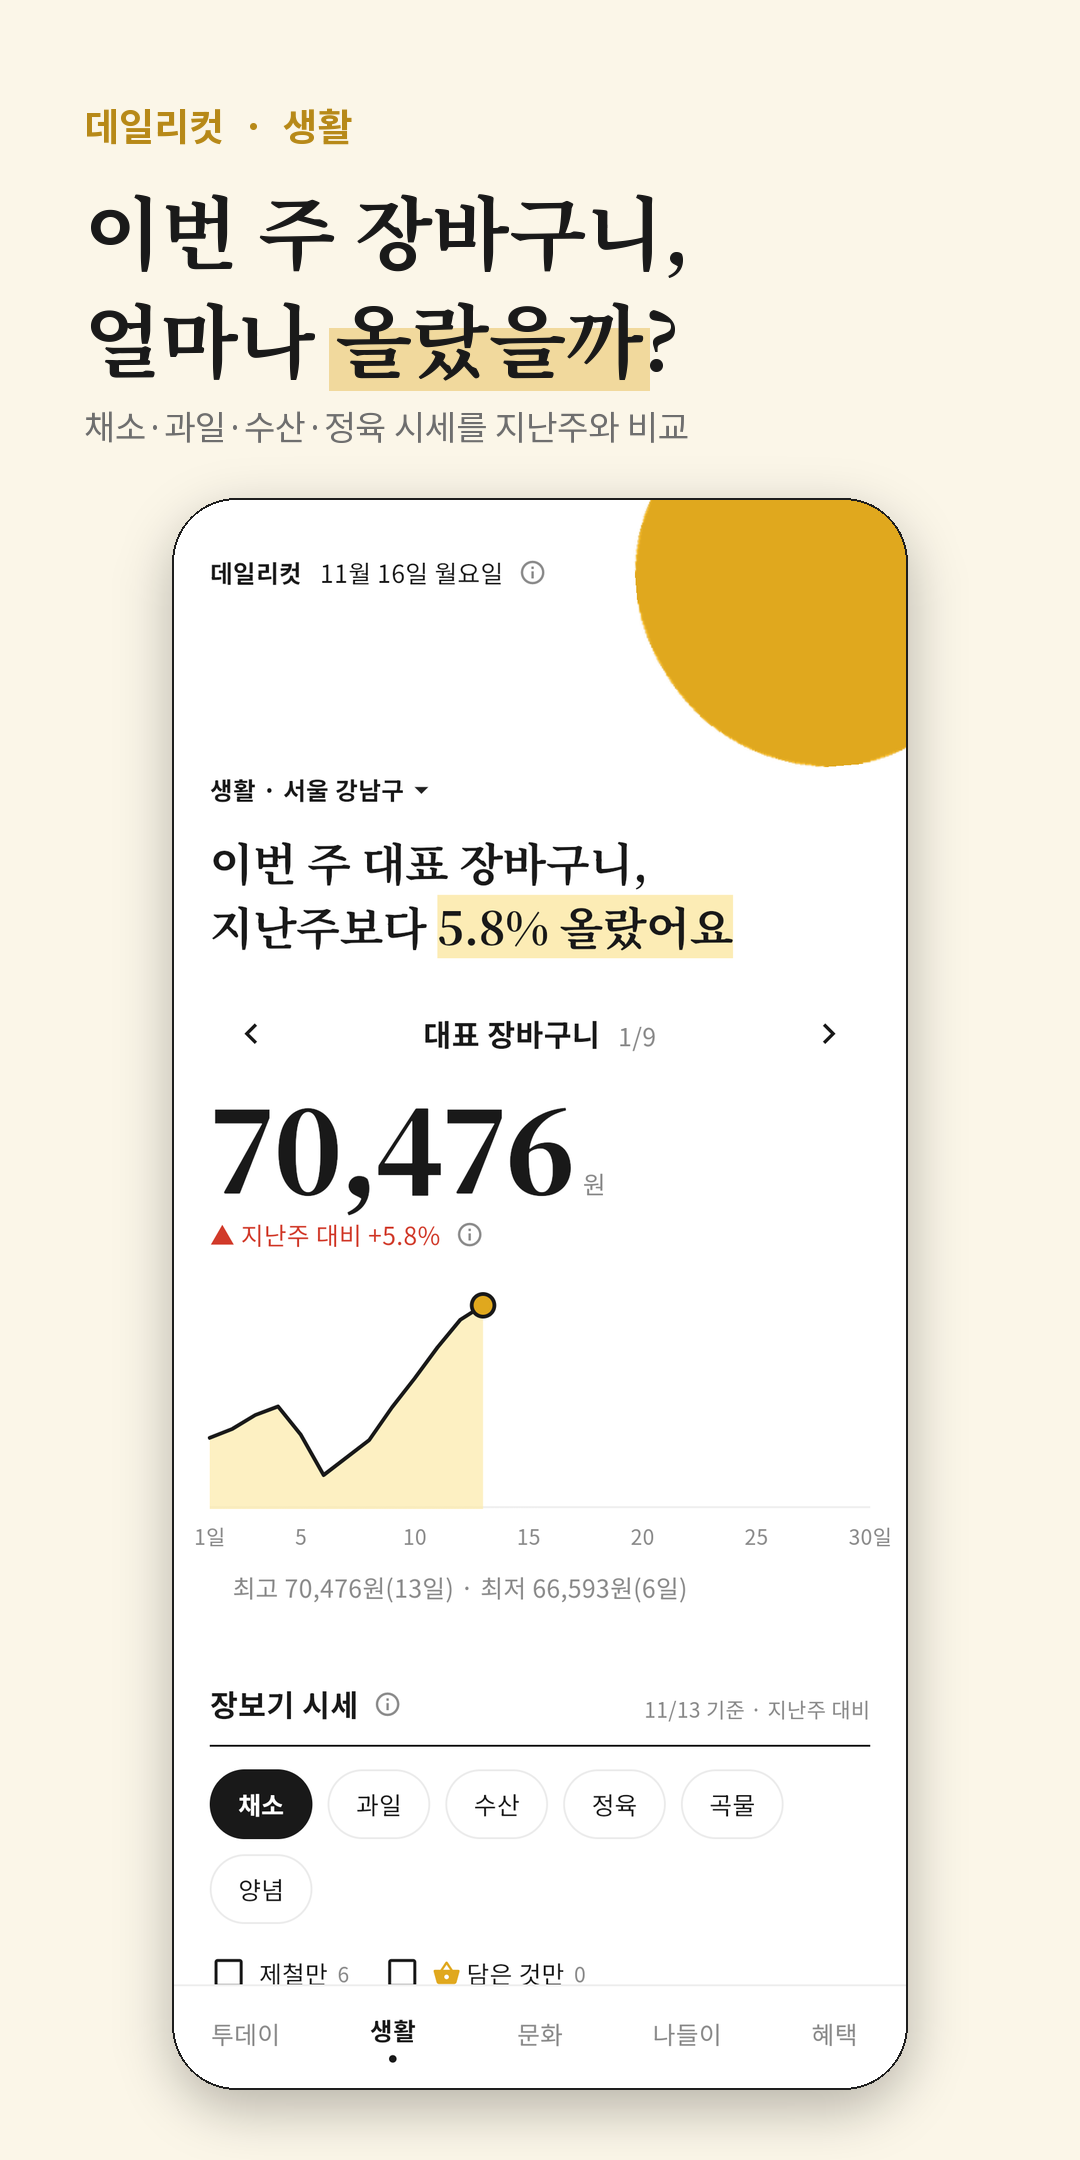 데일리컷 · 생활
이번 주 장바구니,
얼마나 올랐을까?
채소·과일·수산·정육 시세를 지난주와 비교
데일리컷 11월 16일 월요일
생활 · 서울 강남구
이번 주 대표 장바구니,
지난주보다 5.8% 올랐어요
대표 장바구니 1/9
70,476 원
▲ 지난주 대비 +5.8%
1일 5 10 15 20 25 30일
최고 70,476원(13일) · 최저 66,593원(6일)
장보기 시세 11/13 기준 · 지난주 대비
채소 과일 수산 정육 곡물
양념
제철만 6 담은 것만 0
투데이 생활 문화 나들이 혜택